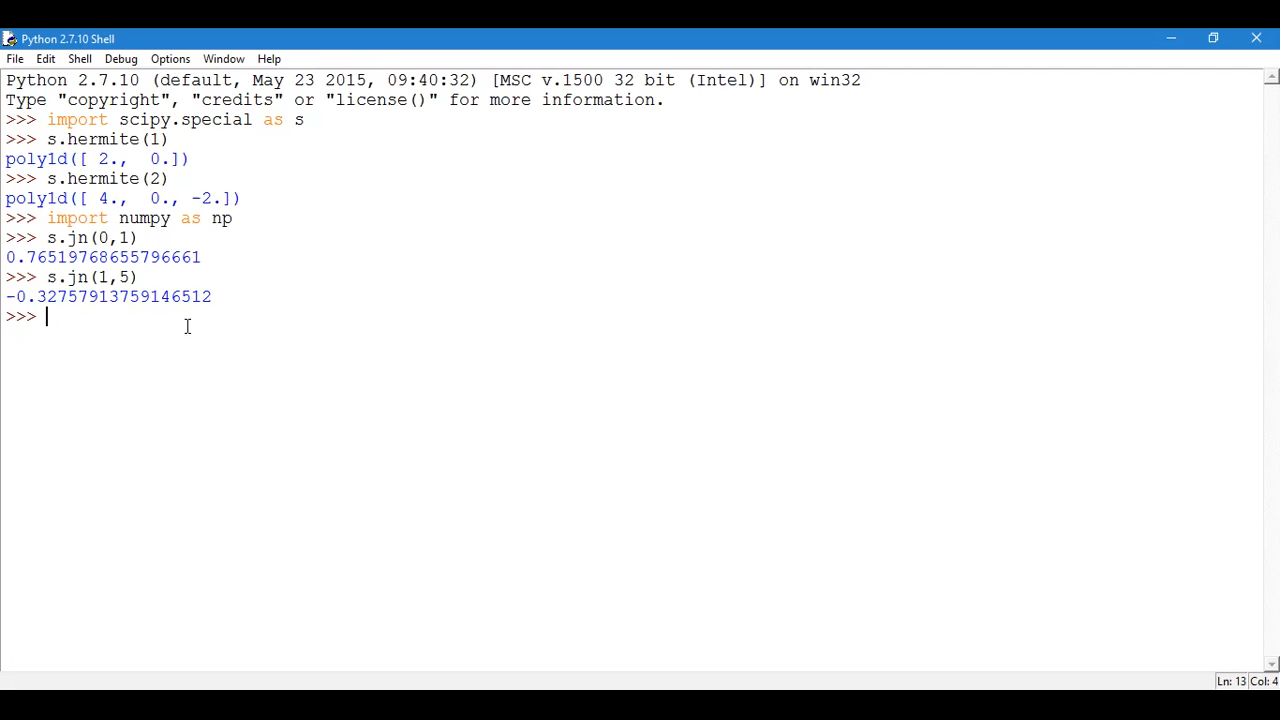 Python 2.7.10 Shell
File Edit Shell Debug Options Window Help
Python 2.7.10 (default, May 23 2015, 09:40:32) [MSC v.1500 32 bit (Intel)] on win32
Type "copyright", "credits" or "license()" for more information.
>>> import scipy.special as s
>>> s.hermite(1)
poly1d([ 2.,  0.])
>>> s.hermite(2)
poly1d([ 4.,  0., -2.])
>>> import numpy as np
>>> s.jn(0,1)
0.76519768655796661
>>> s.jn(1,5)
-0.32757913759146512
>>>
Ln: 13 Col: 4